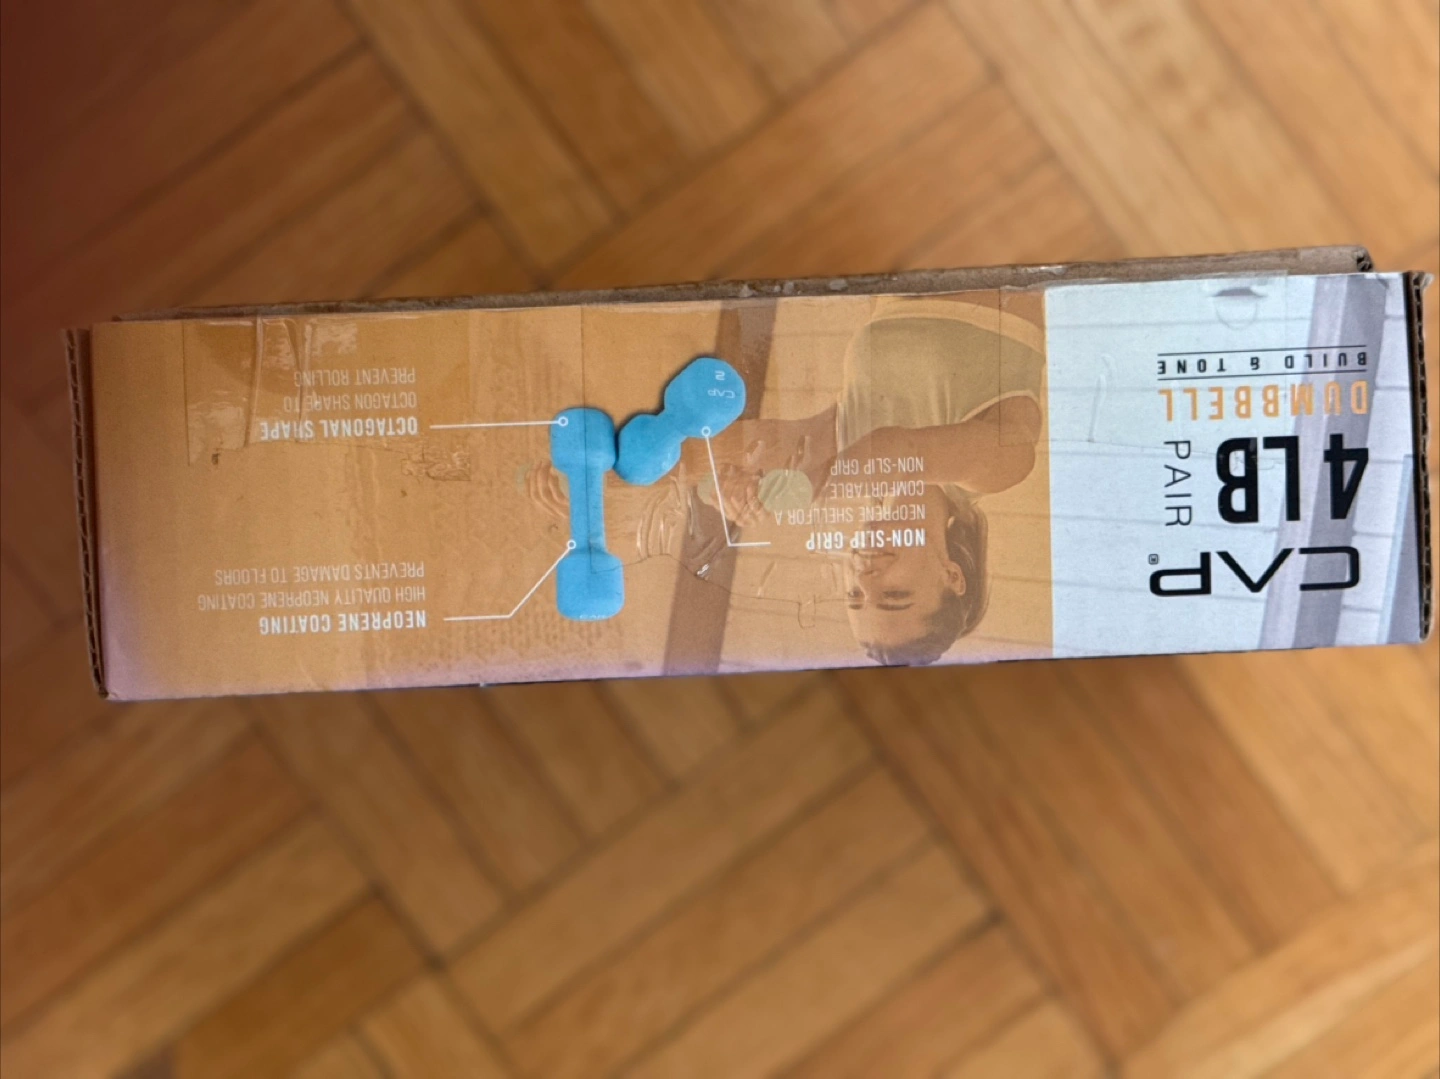 CAP®
4LB
PAIR
DUMBBELL
BUILD & TONE
NON-SLIP GRIP
NEOPRENE SHELL FOR A
COMFORTABLE,
NON-SLIP GRIP
NEOPRENE COATING
HIGH QUALITY NEOPRENE COATING
PREVENTS DAMAGE TO FLOORS
OCTAGONAL SHAPE
OCTAGON SHAPE TO
PREVENT ROLLING
CAP
CAP
2